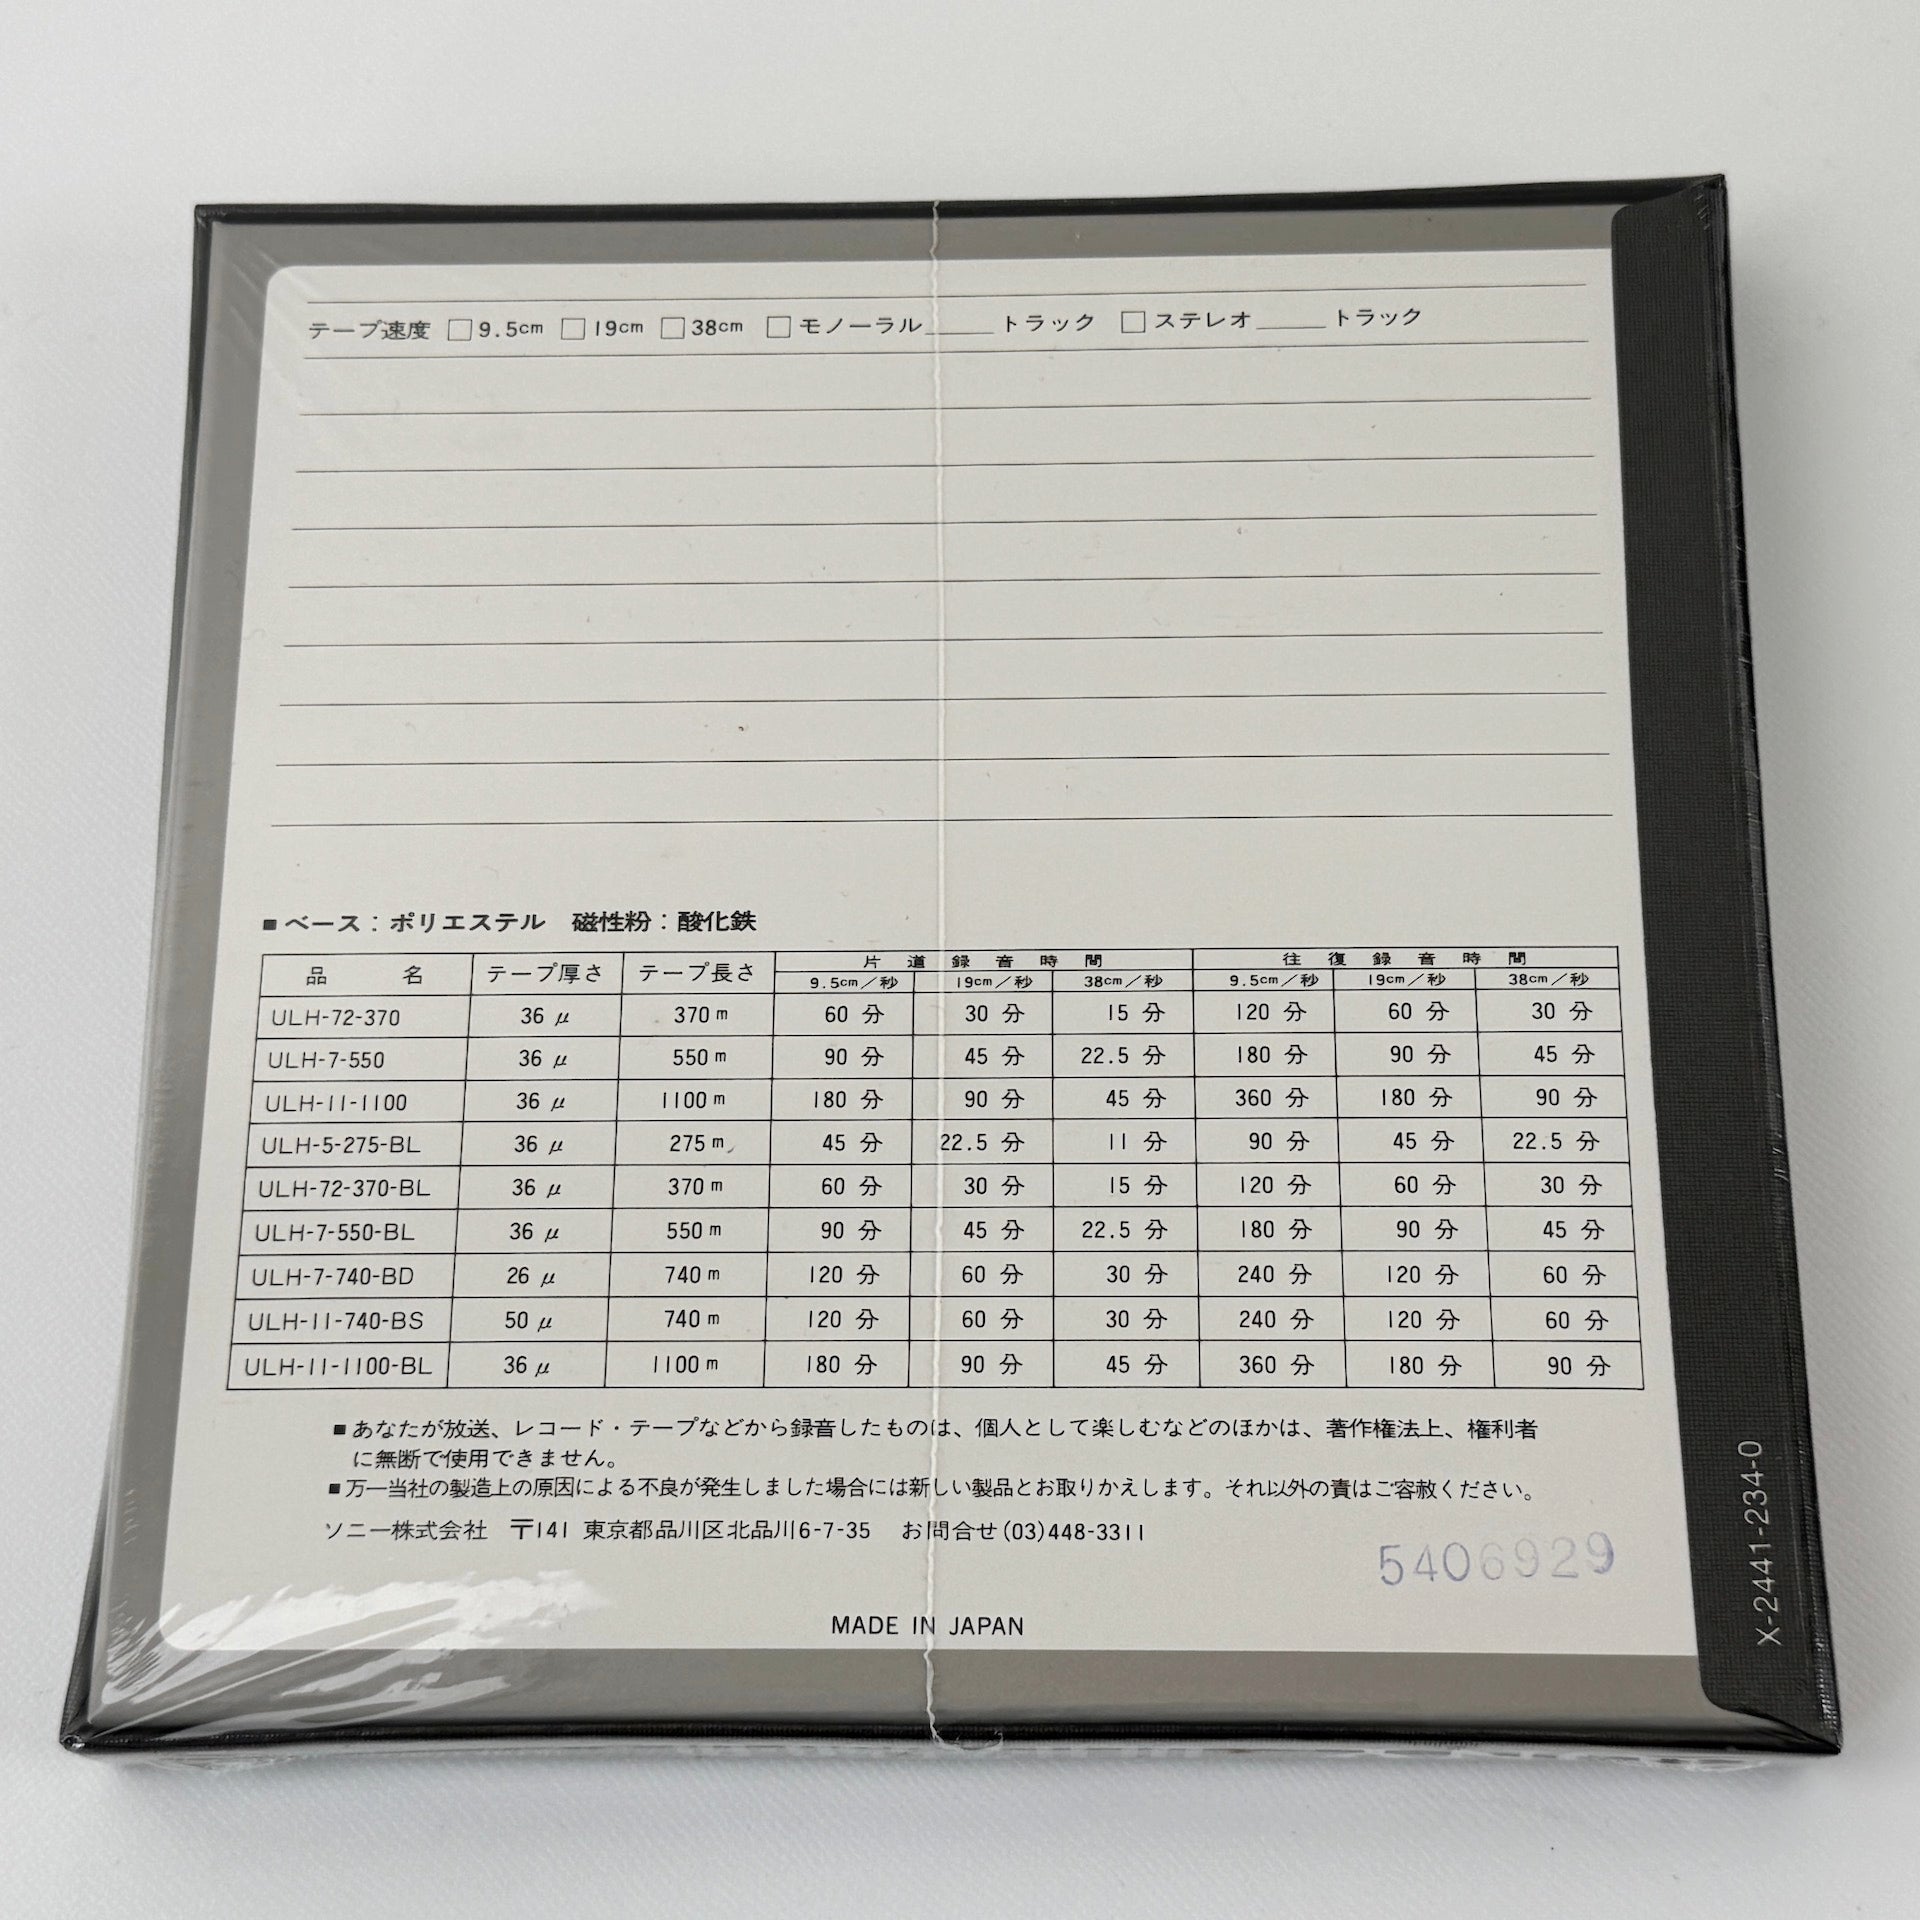 テープ速度 □9.5cm □19cm □38cm □モノーラル____トラック □ステレオ____トラック
■ベース：ポリエステル 磁性粉：酸化鉄
品名 テープ厚さ テープ長さ 片道録音時間 往復録音時間
9.5cm／秒 19cm／秒 38cm／秒 9.5cm／秒 19cm／秒 38cm／秒
ULH-72-370 36μ 370m 60分 30分 15分 120分 60分 30分
ULH-7-550 36μ 550m 90分 45分 22.5分 180分 90分 45分
ULH-11-1100 36μ 1100m 180分 90分 45分 360分 180分 90分
ULH-5-275-BL 36μ 275m 45分 22.5分 11分 90分 45分 22.5分
ULH-72-370-BL 36μ 370m 60分 30分 15分 120分 60分 30分
ULH-7-550-BL 36μ 550m 90分 45分 22.5分 180分 90分 45分
ULH-7-740-BD 26μ 740m 120分 60分 30分 240分 120分 60分
ULH-11-740-BS 50μ 740m 120分 60分 30分 240分 120分 60分
ULH-11-1100-BL 36μ 1100m 180分 90分 45分 360分 180分 90分
■あなたが放送、レコード・テープなどから録音したものは、個人として楽しむなどのほかは、著作権法上、権利者
に無断で使用できません。
■万一当社の製造上の原因による不良が発生しました場合には新しい製品とお取りかえします。それ以外の責はご容赦ください。
ソニー株式会社 〒141 東京都品川区北品川6-7-35 お問合せ(03)448-3311
5406929
MADE IN JAPAN
X-2441-234-0